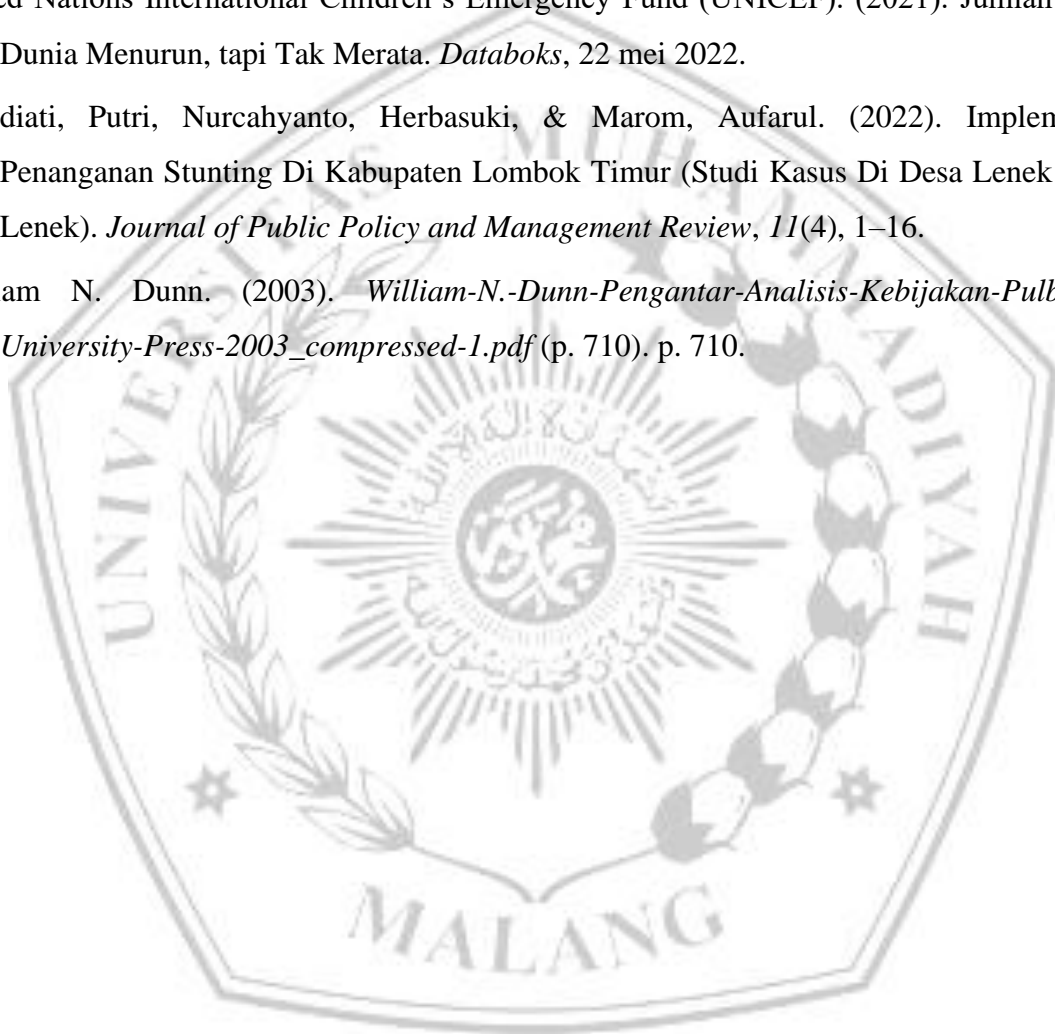 ed Nations International Children's Emergency Fund (UNICEF). (2021). Jumlah
Dunia Menurun, tapi Tak Merata. Databoks, 22 mei 2022.
diati, Putri, Nurcahyanto, Herbasuki, & Marom, Aufarul. (2022). Implem
Penanganan Stunting Di Kabupaten Lombok Timur (Studi Kasus Di Desa Lenek
Lenek). Journal of Public Policy and Management Review, 11(4), 1–16.
am N. Dunn. (2003). William-N.-Dunn-Pengantar-Analisis-Kebijakan-Pulb
University-Press-2003_compressed-1.pdf (p. 710). p. 710.
UNIVERSITAS MUHAMMADIYAH
MALANG